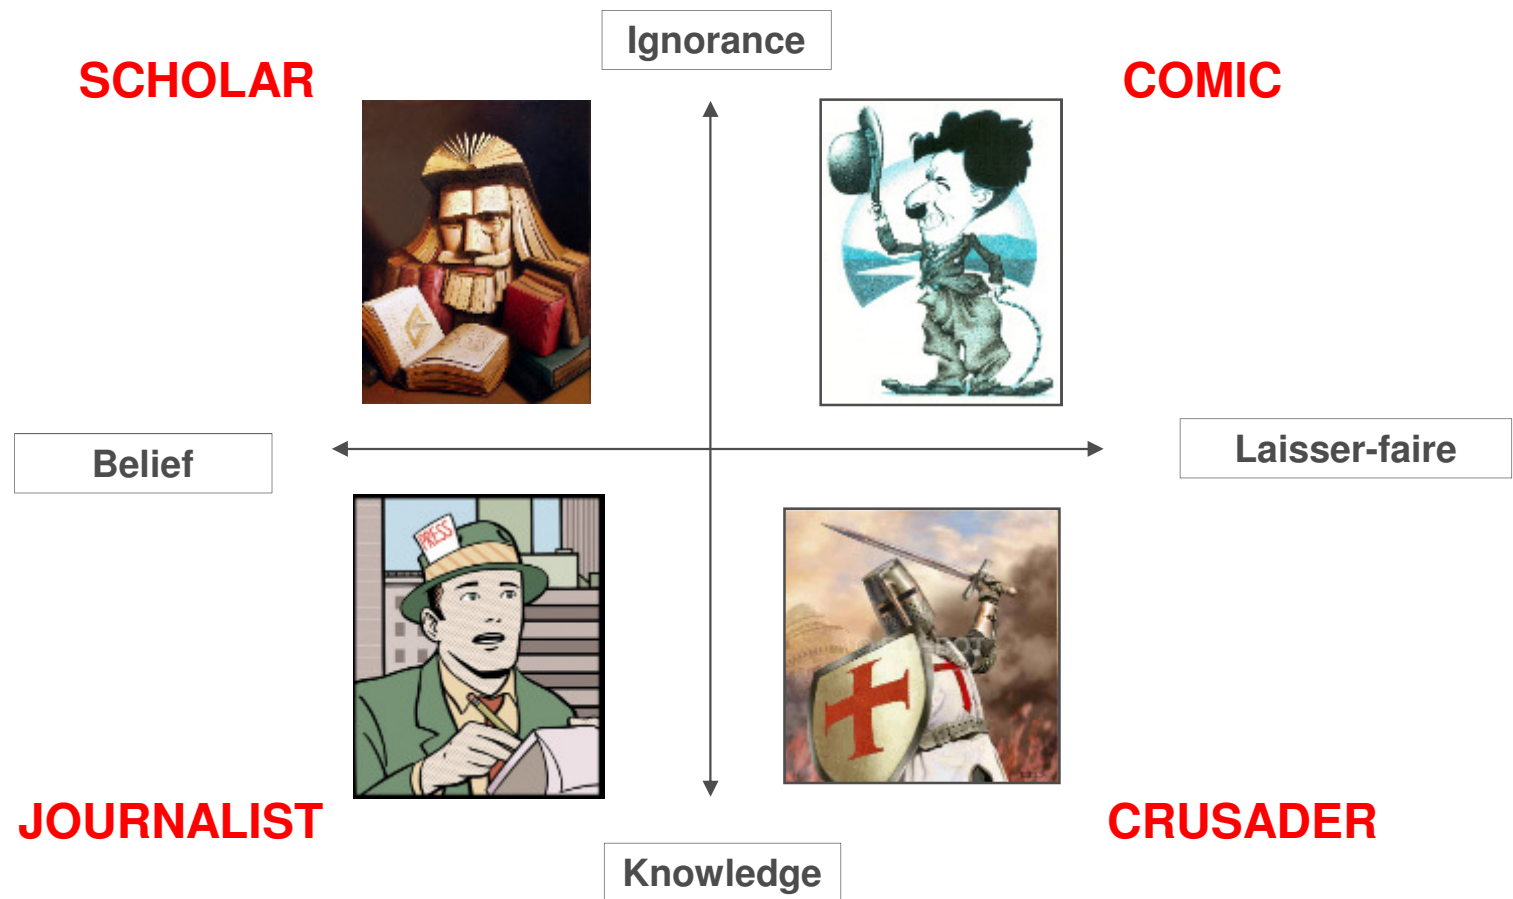 Ignorance
SCHOLAR
COMIC
Belief
Laisser-faire
PRESS
JOURNALIST
CRUSADER
Knowledge